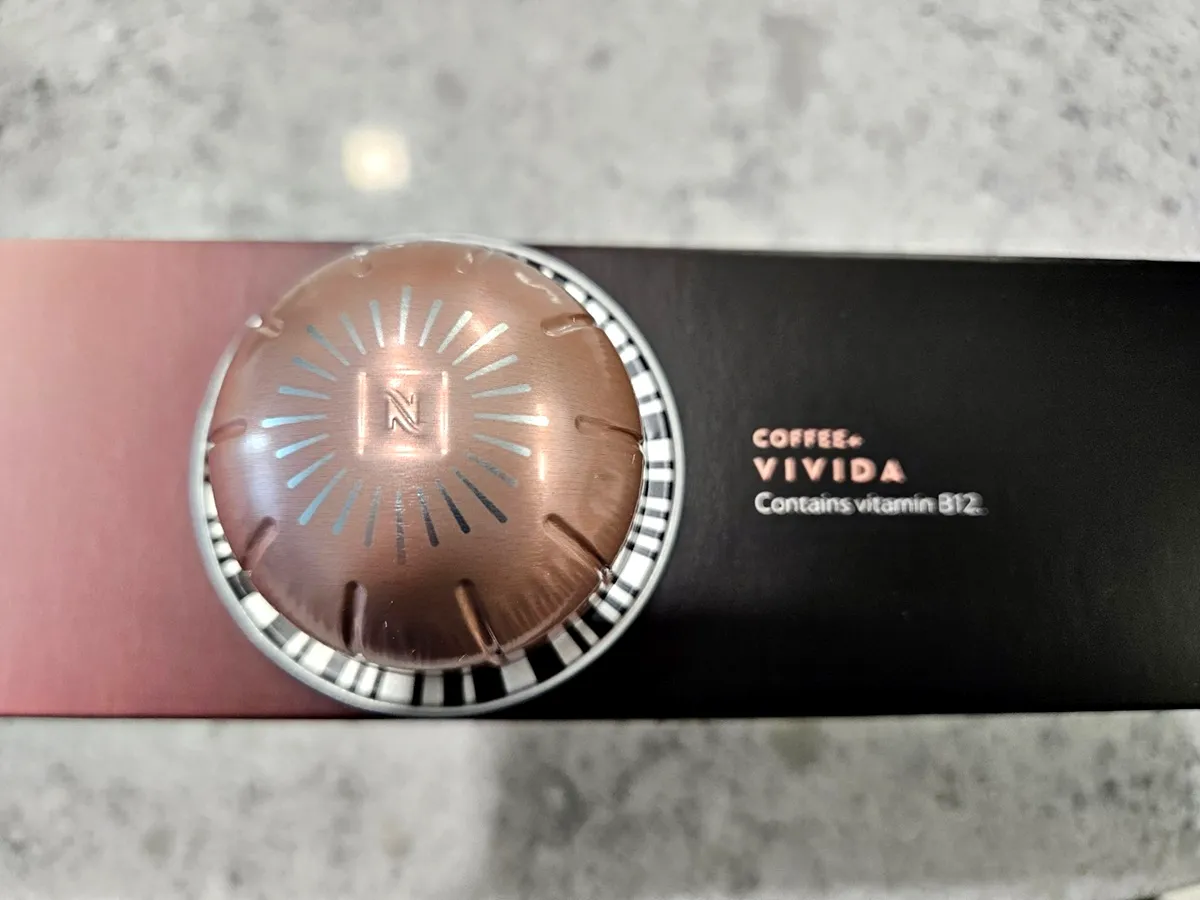 N
COFFEE+
VIVIDA
Contains vitamin B12.